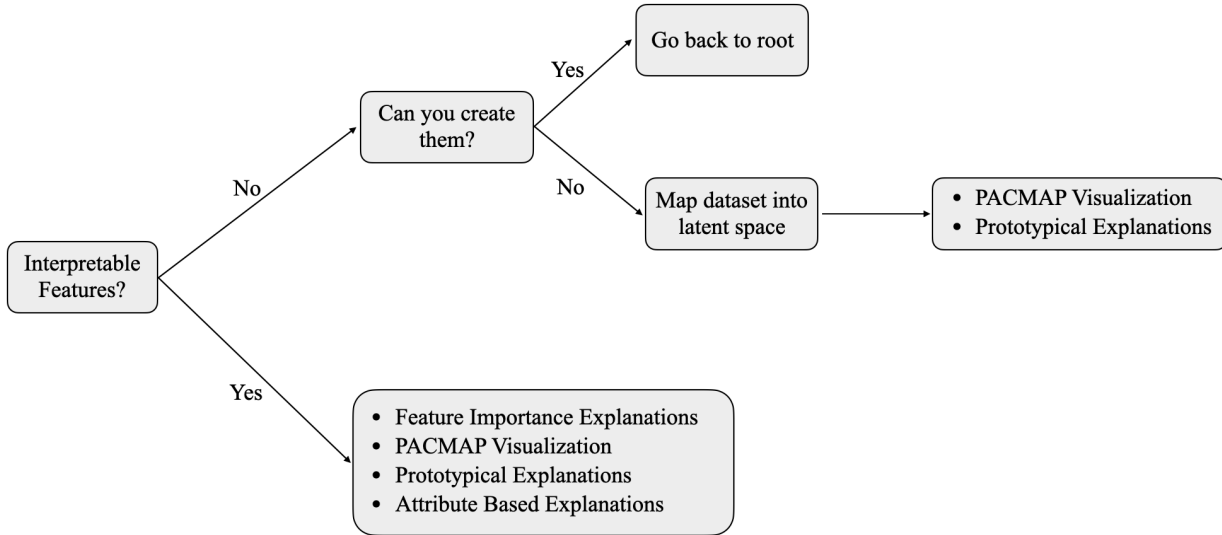 Go back to root
Yes
Can you create
them?
No
No
Map dataset into
latent space
• PACMAP Visualization
• Prototypical Explanations
Interpretable
Features?
Yes
• Feature Importance Explanations
• PACMAP Visualization
• Prototypical Explanations
• Attribute Based Explanations